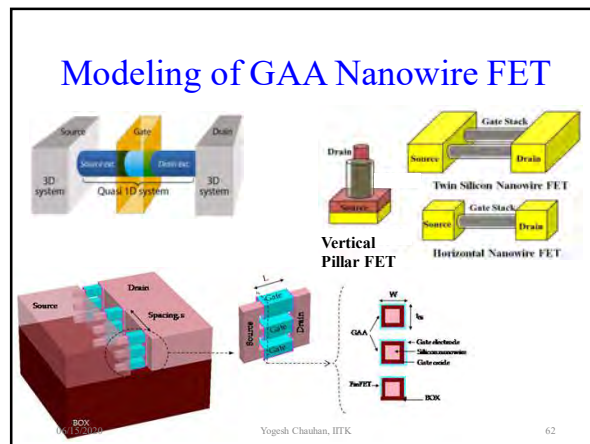 Modeling of GAA Nanowire FET
Source
Gate
Drain
Source ext.
Drain ext.
3D
system
Quasi 1D system
3D
system
Drain
Source
Vertical
Pillar FET
Gate Stack
Source
Drain
Twin Silicon Nanowire FET
Gate Stack
Source
Drain
Horizontal Nanowire FET
Source
Drain
Spacing, s
BOX
L
Gate
Gate
Gate
Source
Drain
W
GAA
Gate electrode
Silicon nanowire
Gate oxide
FinFET
BOX
06/15/2020
Yogesh Chauhan, IITK
62